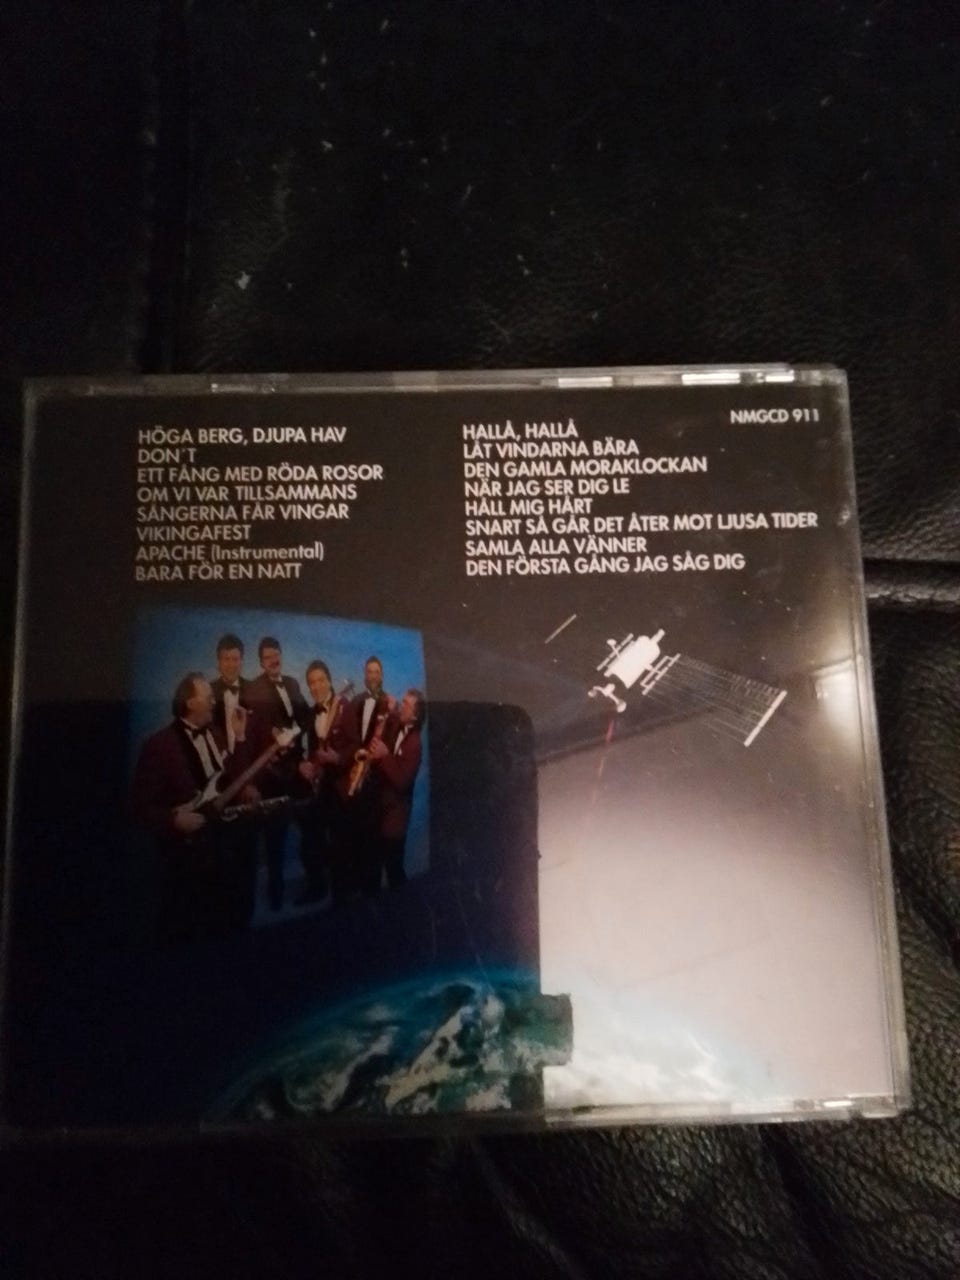 NMGCD 911
HÖGA BERG, DJUPA HAV
DON´T
ETT FÅNG MED RÖDA ROSOR
OM VI VAR TILLSAMMANS
SÅNGERNA FÅR VINGAR
VIKINGAFEST
APACHE (Instrumental)
BARA FÖR EN NATT
HALLÅ, HALLÅ
LÅT VINDARNA BÄRA
DEN GAMLA MORAKLOCKAN
NÄR JAG SER DIG LE
HÅLL MIG HÅRT
SNART SÅ GÅR DET ÅTER MOT LJUSA TIDER
SAMLA ALLA VÄNNER
DEN FÖRSTA GÅNG JAG SÅG DIG